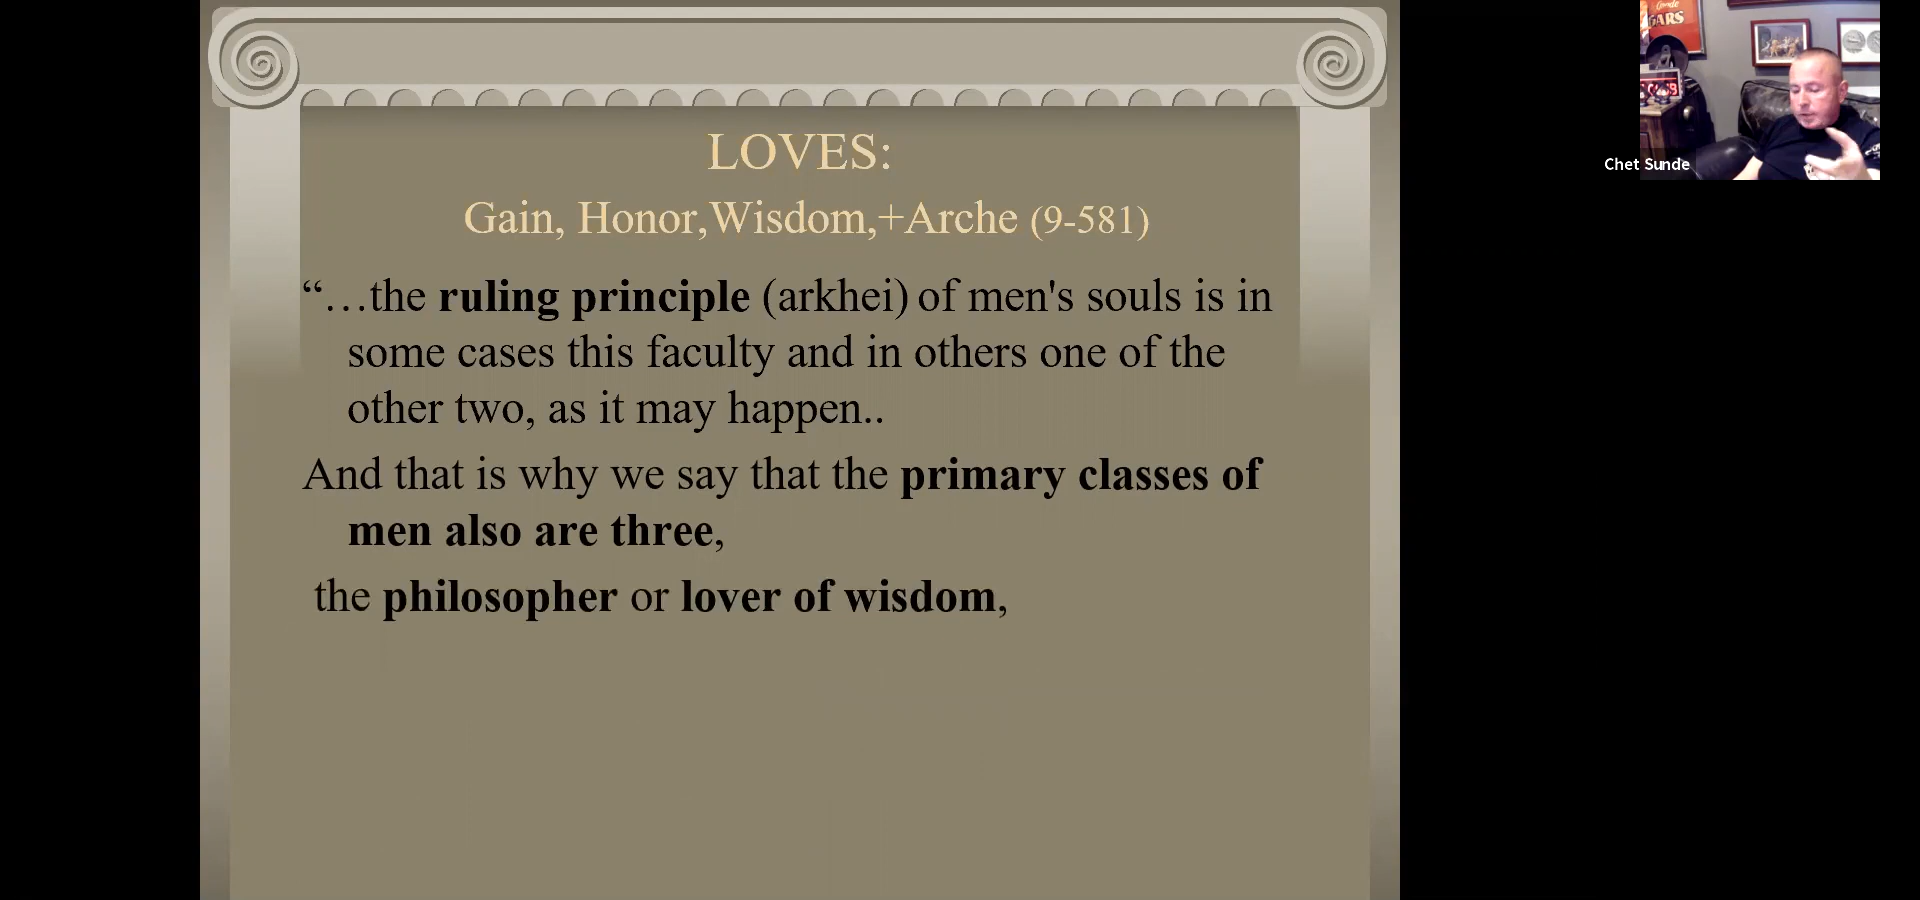 LOVES:
Gain, Honor,Wisdom,+Arche (9-581)
“…the ruling principle (arkhei) of men's souls is in
some cases this faculty and in others one of the
other two, as it may happen..
And that is why we say that the primary classes of
men also are three,
the philosopher or lover of wisdom,
Chet Sunde